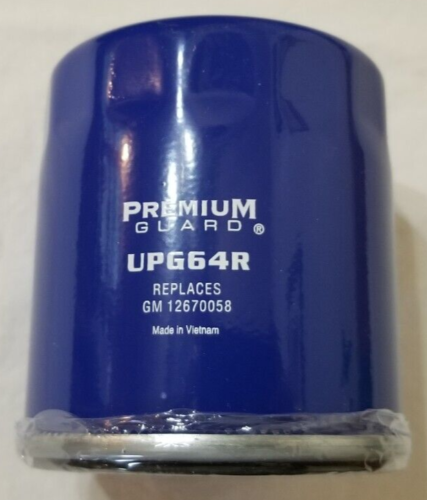 PREMIUM
GUARD®
UPG64R
REPLACES
GM 12670058
Made in Vietnam